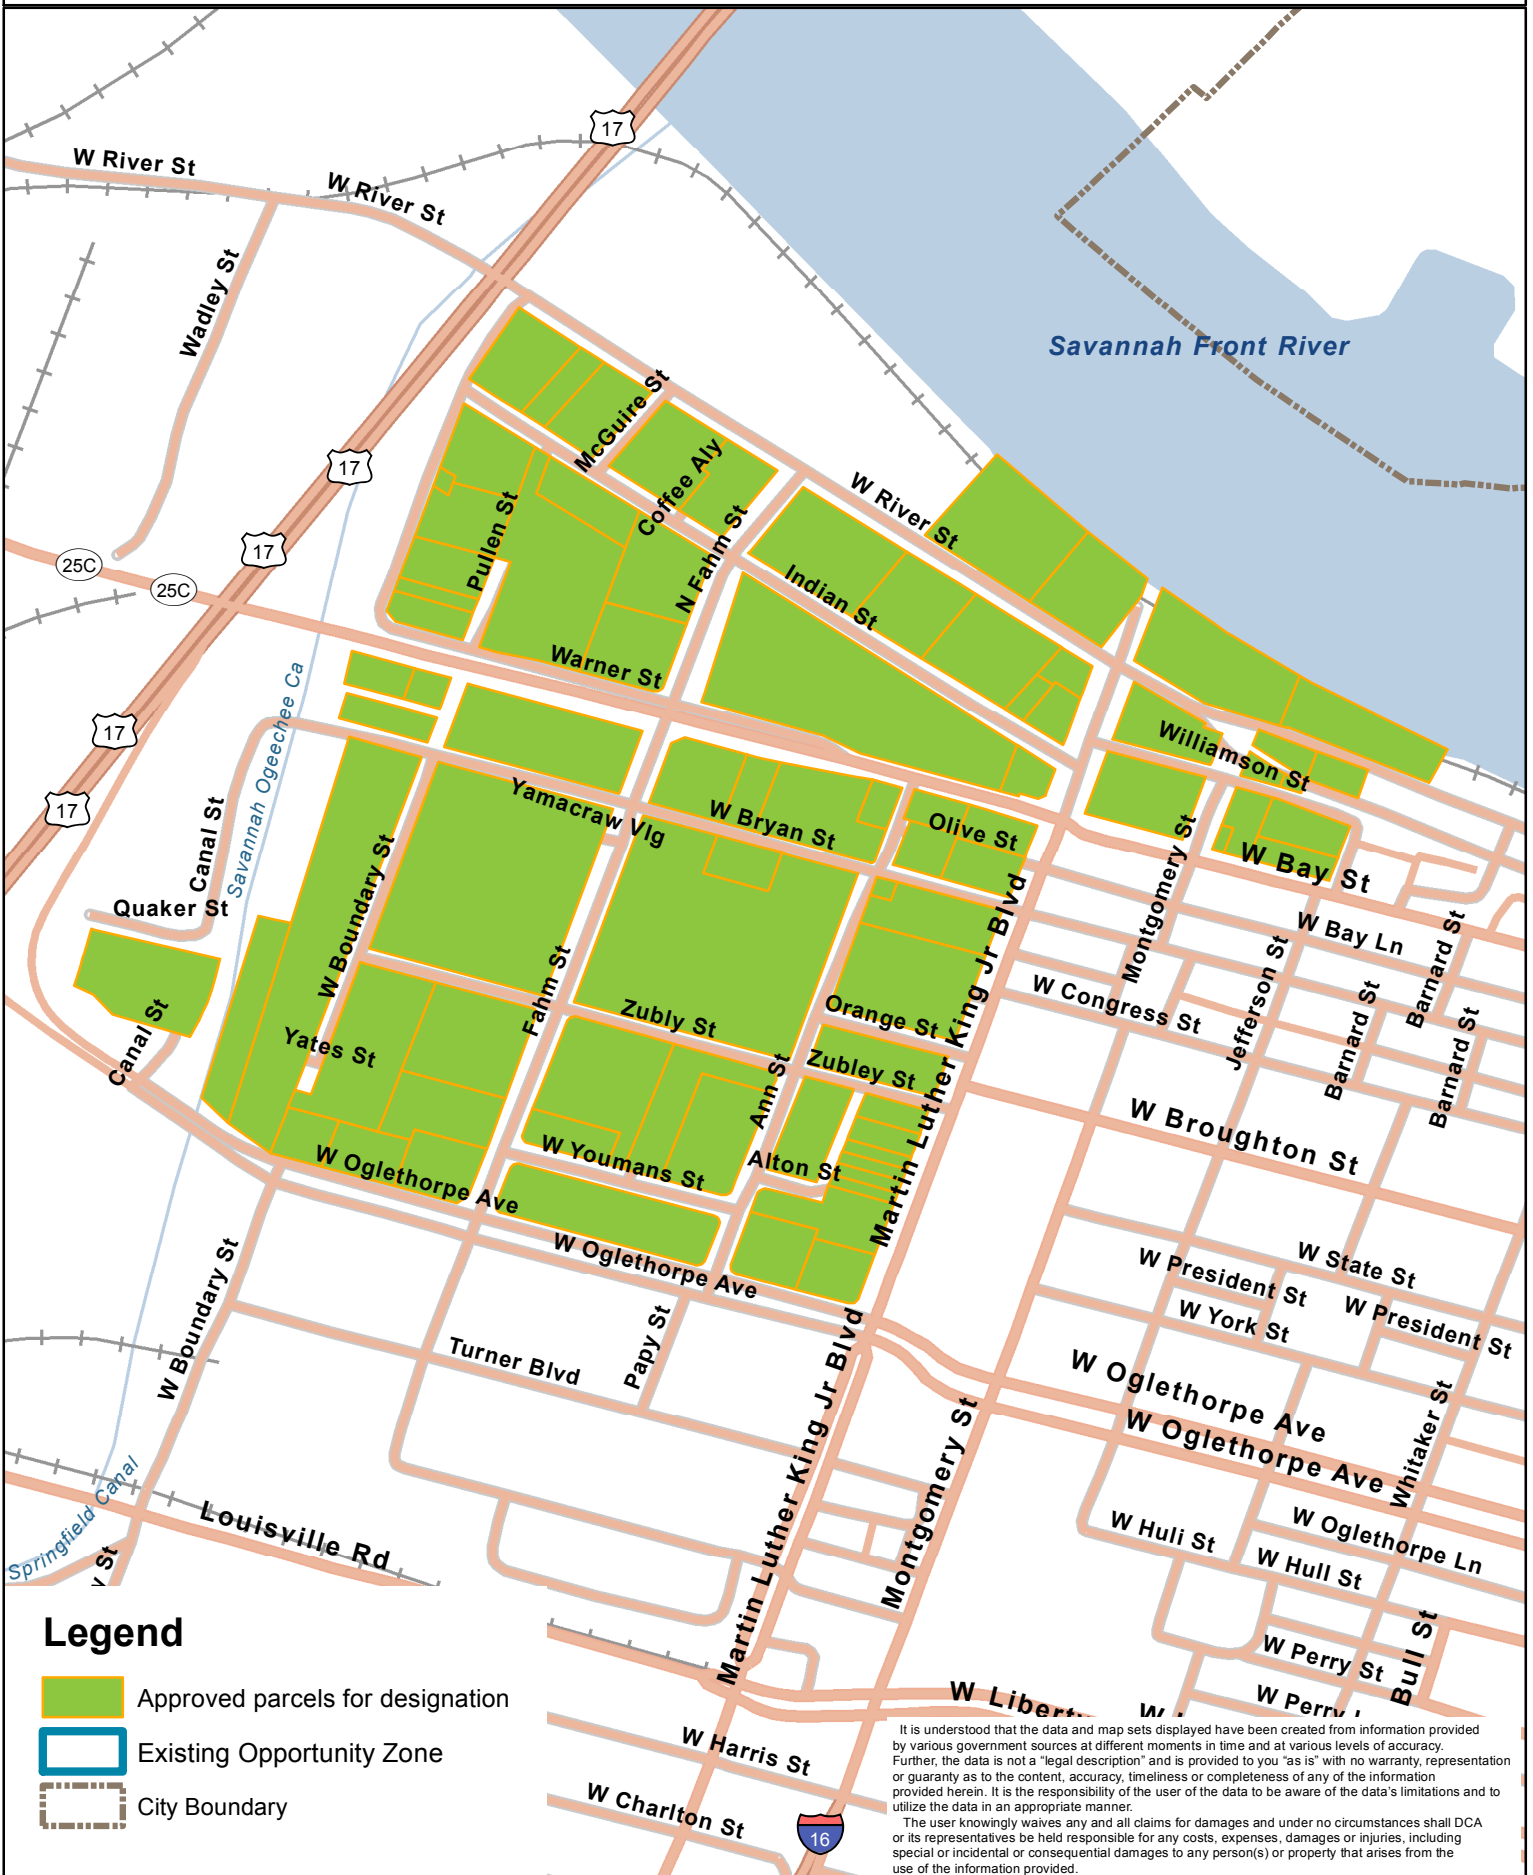 17
W River St
W River St
Wadley St
Savannah Front River
McGuire St
17
Coffee Aly
W River St
Pullen St
17
N Fahm St
25C
25C
Indian St
Warner St
Savannah Ogeechee Ca
17
Williamson St
17
Yamacraw Vlg
W Bryan St
Olive St
Canal St
Montgomery St
W Bay St
Quaker St
W Boundary St
W Bay Ln
Barnard St
Fahm St
Jefferson St
W Congress St
Orange St
Zubly St
Barnard St
Barnard St
Canal St
Yates St
Zubley St
Ann St
Martin Luther King Jr Blvd
W Broughton St
W Youmans St
Alton St
W Oglethorpe Ave
W Oglethorpe Ave
W Boundary St
W State St
W President St
W President St
W York St
Turner Blvd
Papy St
W Oglethorpe Ave
W Oglethorpe Ave
Whitaker St
Martin Luther King Jr Blvd
Montgomery St
Springfield Canal
Louisville Rd
W Huli St
W Oglethorpe Ln
W Hull St
y St
W Perry St
Bull St
W Perry L
W Liberty
W L
W Harris St
W Charlton St
16
Legend
Approved parcels for designation
Existing Opportunity Zone
City Boundary
It is understood that the data and map sets displayed have been created from information provided
by various government sources at different moments in time and at various levels of accuracy.
Further, the data is not a “legal description” and is provided to you “as is” with no warranty, representation
or guaranty as to the content, accuracy, timeliness or completeness of any of the information
provided herein. It is the responsibility of the user of the data to be aware of the data’s limitations and to
utilize the data in an appropriate manner.
The user knowingly waives any and all claims for damages and under no circumstances shall DCA
or its representatives be held responsible for any costs, expenses, damages or injuries, including
special or incidental or consequential damages to any person(s) or property that arises from the
use of the information provided.